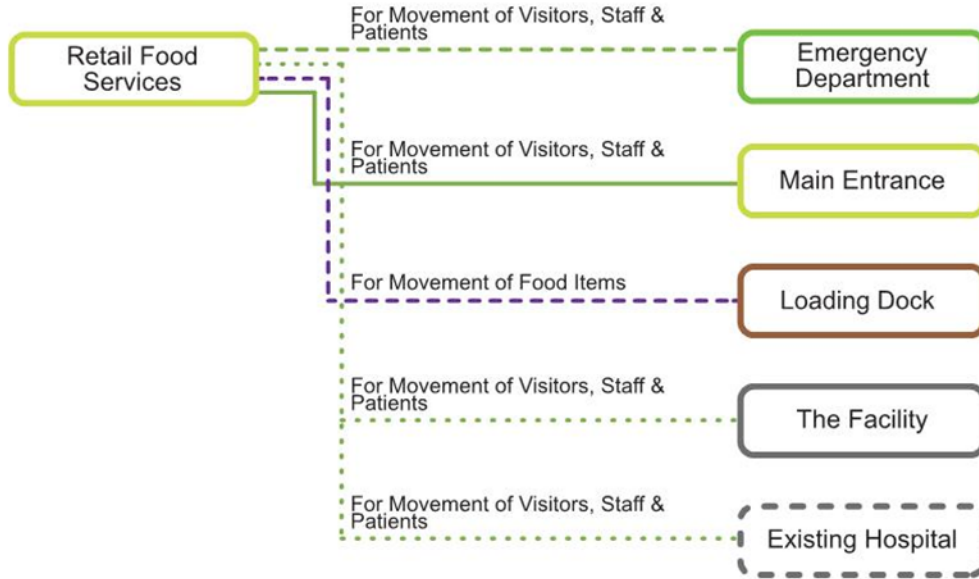 For Movement of Visitors, Staff &
Patients
Retail Food
Services
Emergency
Department
For Movement of Visitors, Staff &
Patients
Main Entrance
For Movement of Food Items
Loading Dock
For Movement of Visitors, Staff &
Patients
The Facility
For Movement of Visitors, Staff &
Patients
Existing Hospital